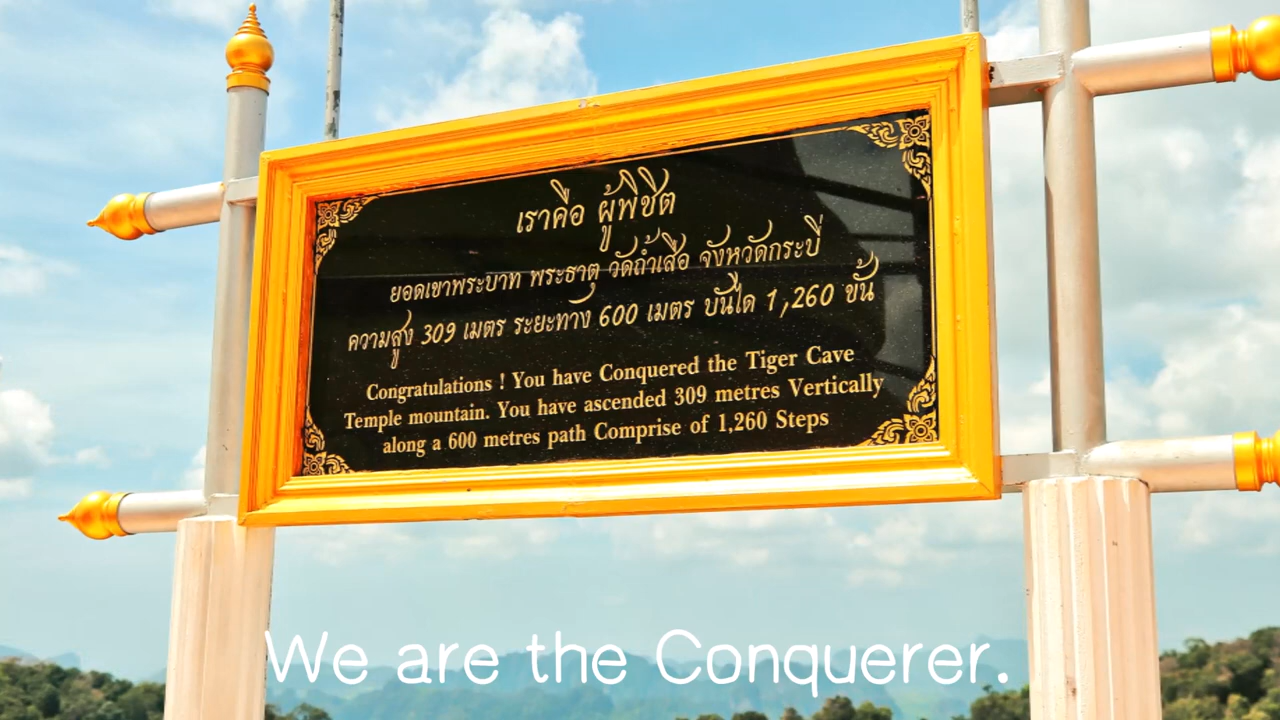 เราคือ ผู้พิชิต
ยอดเขาพระบาท พระธาตุ วัดถ้ำเสือ จังหวัดกระบี่
ความสูง 309 เมตร ระยะทาง 600 เมตร บันได 1,260 ขั้น
Congratulations ! You have Conquered the Tiger Cave
Temple mountain. You have ascended 309 metres Vertically
along a 600 metres path Comprise of 1,260 Steps
We are the Conquerer.